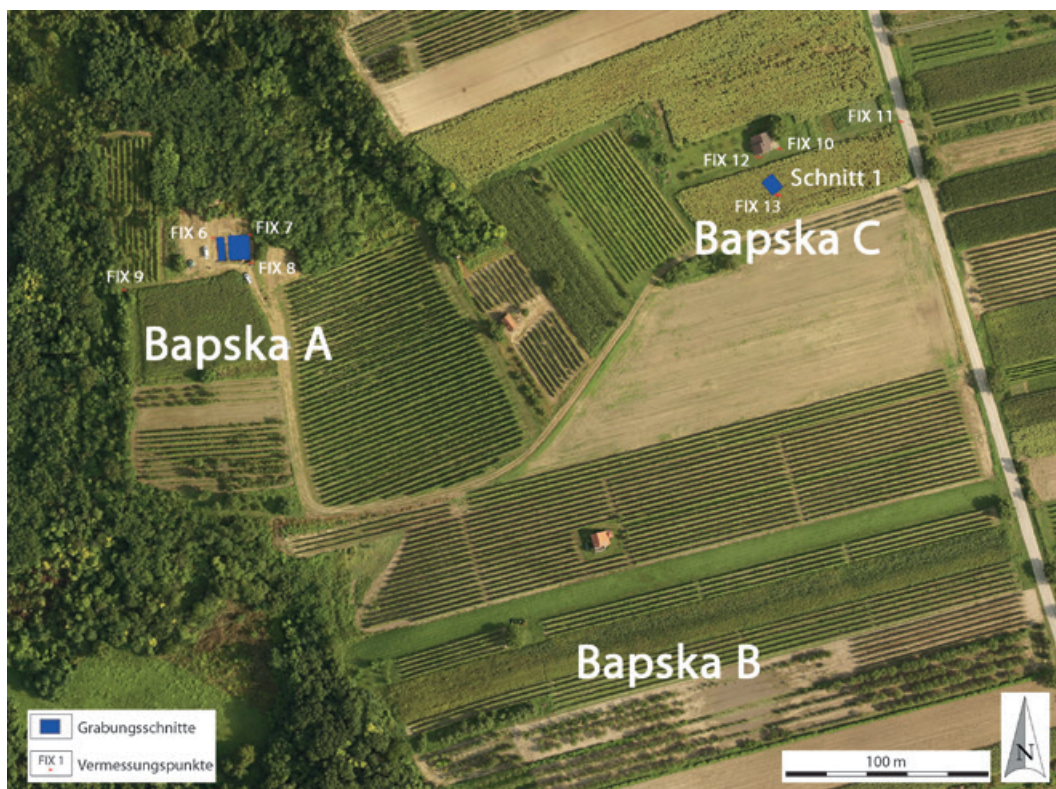 FIX 11
FIX 10
FIX 12
Schnitt 1
FIX 13
Bapska C
FIX 6
FIX 7
FIX 8
FIX 9
Bapska A
Bapska B
Grabungsschnitte
FIX 1
Vermessungspunkte
100 m
N